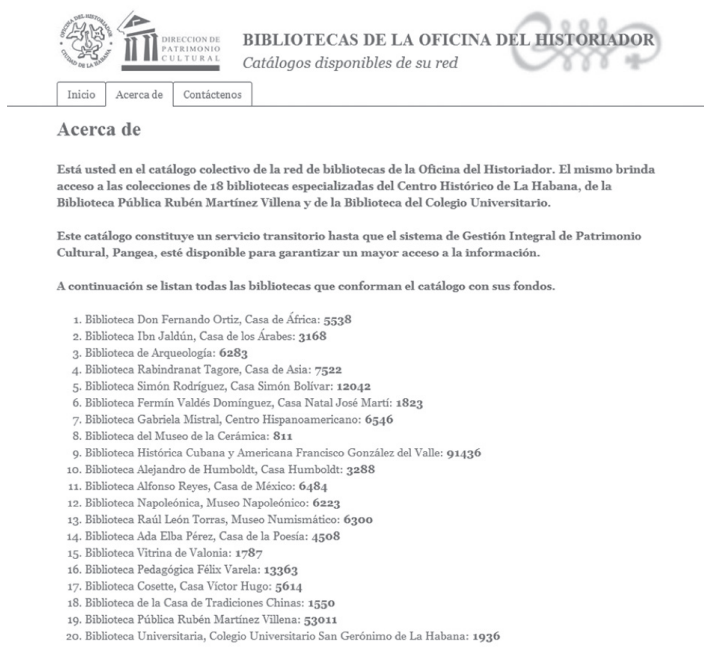 OFICINA DEL HISTORIADOR
CIUDAD DE LA HABANA
DIRECCION DE
PATRIMONIO
CULTURAL
BIBLIOTECAS DE LA OFICINA DEL HISTORIADOR
Catálogos disponibles de su red
Inicio
Acerca de
Contáctenos
Acerca de
Está usted en el catálogo colectivo de la red de bibliotecas de la Oficina del Historiador. El mismo brinda
acceso a las colecciones de 18 bibliotecas especializadas del Centro Histórico de La Habana, de la
Biblioteca Pública Rubén Martínez Villena y de la Biblioteca del Colegio Universitario.
Este catálogo constituye un servicio transitorio hasta que el sistema de Gestión Integral de Patrimonio
Cultural, Pangea, esté disponible para garantizar un mayor acceso a la información.
A continuación se listan todas las bibliotecas que conforman el catálogo con sus fondos.
1. Biblioteca Don Fernando Ortiz, Casa de África: 5538
2. Biblioteca Ibn Jaldún, Casa de los Árabes: 3168
3. Biblioteca de Arqueología: 6283
4. Biblioteca Rabindranat Tagore, Casa de Asia: 7522
5. Biblioteca Simón Rodríguez, Casa Simón Bolívar: 12042
6. Biblioteca Fermín Valdés Domínguez, Casa Natal José Martí: 1823
7. Biblioteca Gabriela Mistral, Centro Hispanoamericano: 6546
8. Biblioteca del Museo de la Cerámica: 811
9. Biblioteca Histórica Cubana y Americana Francisco González del Valle: 91436
10. Biblioteca Alejandro de Humboldt, Casa Humboldt: 3288
11. Biblioteca Alfonso Reyes, Casa de México: 6484
12. Biblioteca Napoleónica, Museo Napoleónico: 6223
13. Biblioteca Raúl León Torras, Museo Numismático: 6300
14. Biblioteca Ada Elba Pérez, Casa de la Poesía: 4508
15. Biblioteca Vitrina de Valonia: 1787
16. Biblioteca Pedagógica Félix Varela: 13363
17. Biblioteca Cosette, Casa Víctor Hugo: 5614
18. Biblioteca de la Casa de Tradiciones Chinas: 1550
19. Biblioteca Pública Rubén Martínez Villena: 53011
20. Biblioteca Universitaria, Colegio Universitario San Gerónimo de La Habana: 1936